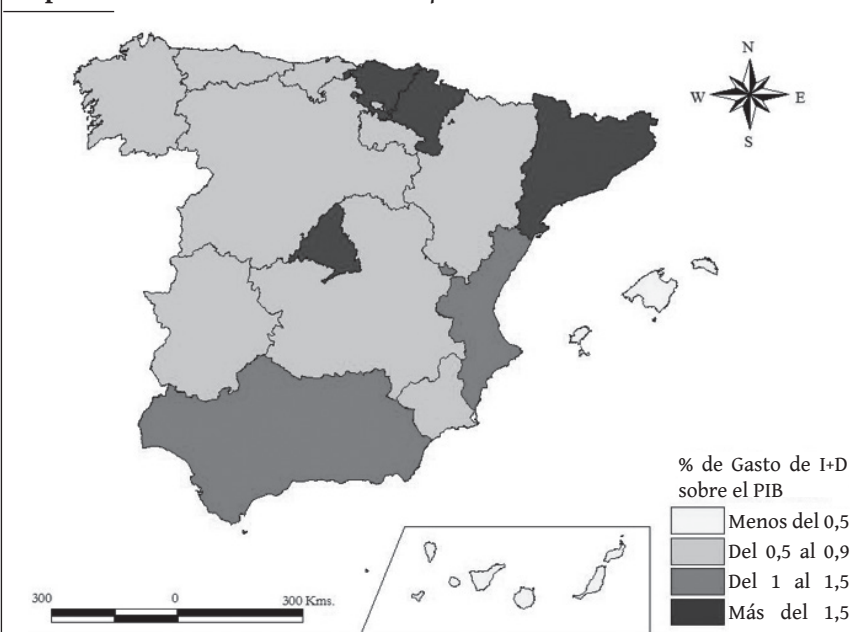 N
W E
S
% de Gasto de I+D
sobre el PIB
Menos del 0,5
Del 0,5 al 0,9
Del 1 al 1,5
Más del 1,5
300 0 300 Kms.